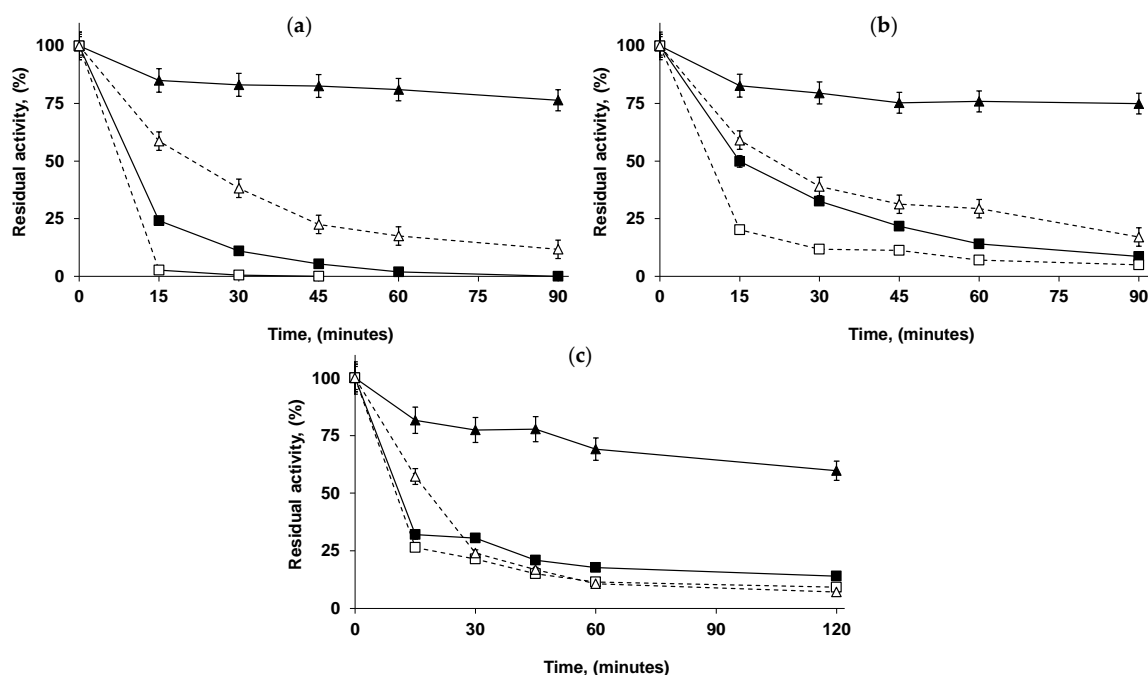 (a)
100
75
50
25
0
Residual activity, (%)
0 15 30 45 60 75 90
Time, (minutes)
(b)
100
75
50
25
0
Residual activity, (%)
0 15 30 45 60 75 90
Time, (minutes)
(c)
100
75
50
25
0
Residual activity, (%)
0 30 60 90 120
Time, (minutes)